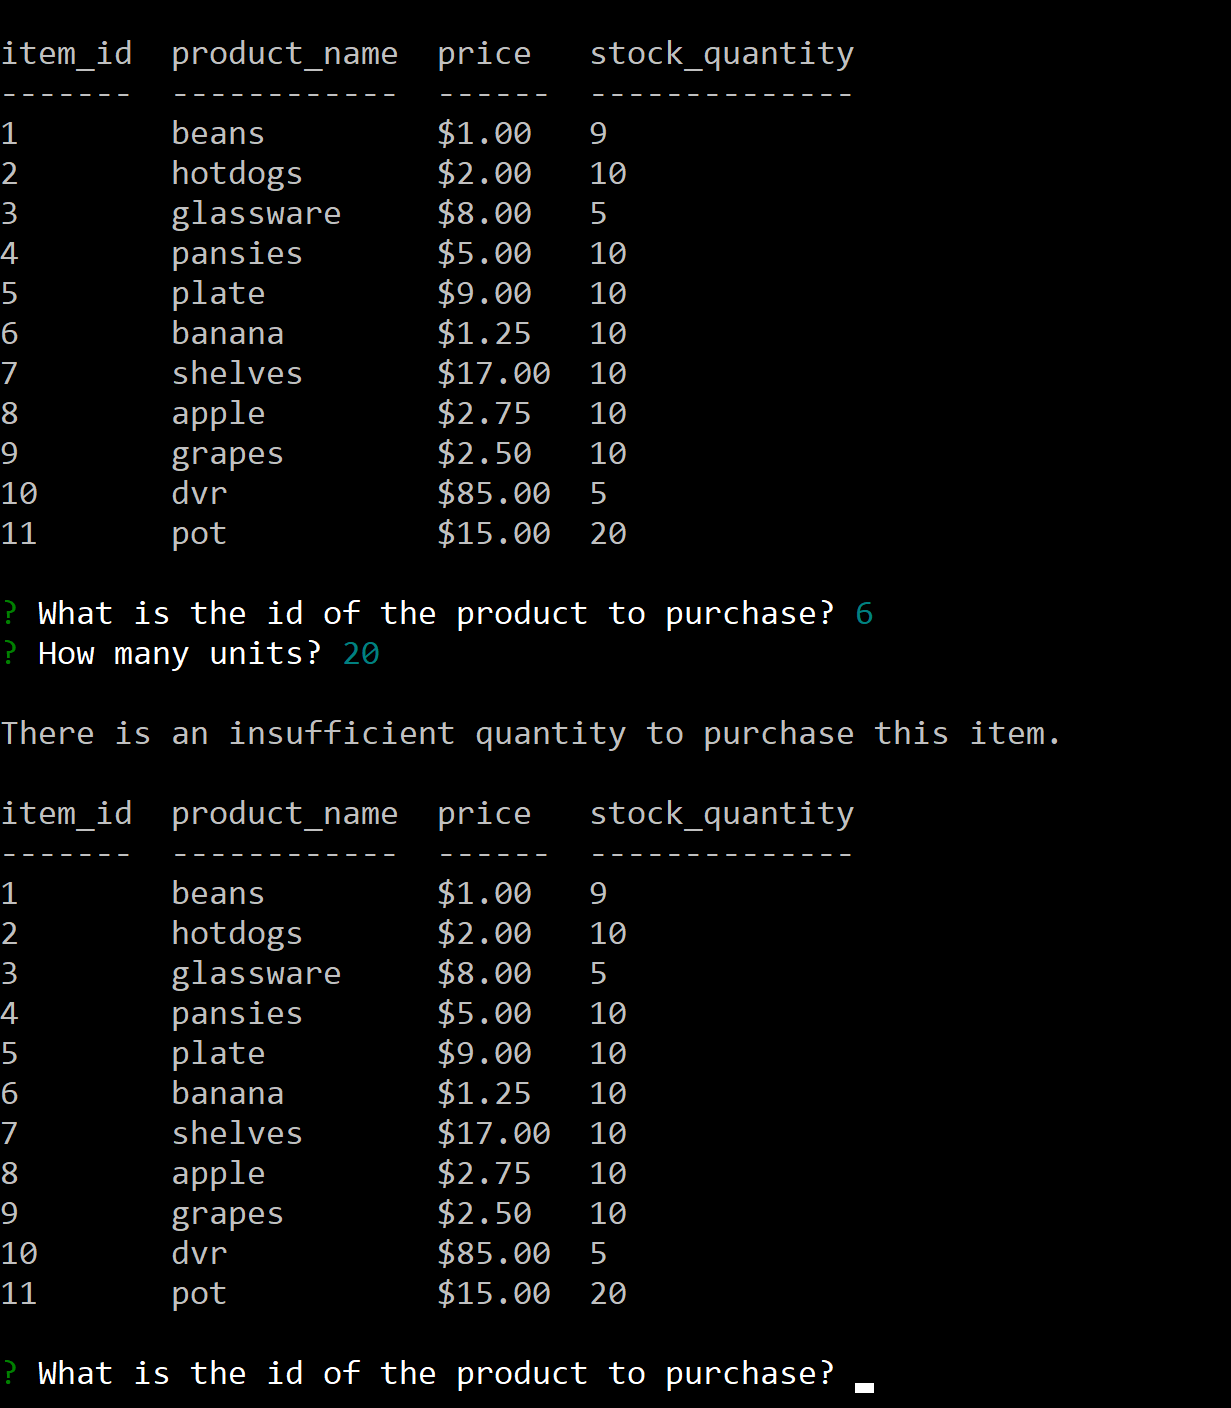 item_id  product_name  price   stock_quantity
-------  ------------  ------  --------------
1        beans         $1.00   9
2        hotdogs       $2.00   10
3        glassware     $8.00   5
4        pansies       $5.00   10
5        plate         $9.00   10
6        banana        $1.25   10
7        shelves       $17.00  10
8        apple         $2.75   10
9        grapes        $2.50   10
10       dvr           $85.00  5
11       pot           $15.00  20
? What is the id of the product to purchase? 6
? How many units? 20
There is an insufficient quantity to purchase this item.
item_id  product_name  price   stock_quantity
-------  ------------  ------  --------------
1        beans         $1.00   9
2        hotdogs       $2.00   10
3        glassware     $8.00   5
4        pansies       $5.00   10
5        plate         $9.00   10
6        banana        $1.25   10
7        shelves       $17.00  10
8        apple         $2.75   10
9        grapes        $2.50   10
10       dvr           $85.00  5
11       pot           $15.00  20
? What is the id of the product to purchase?